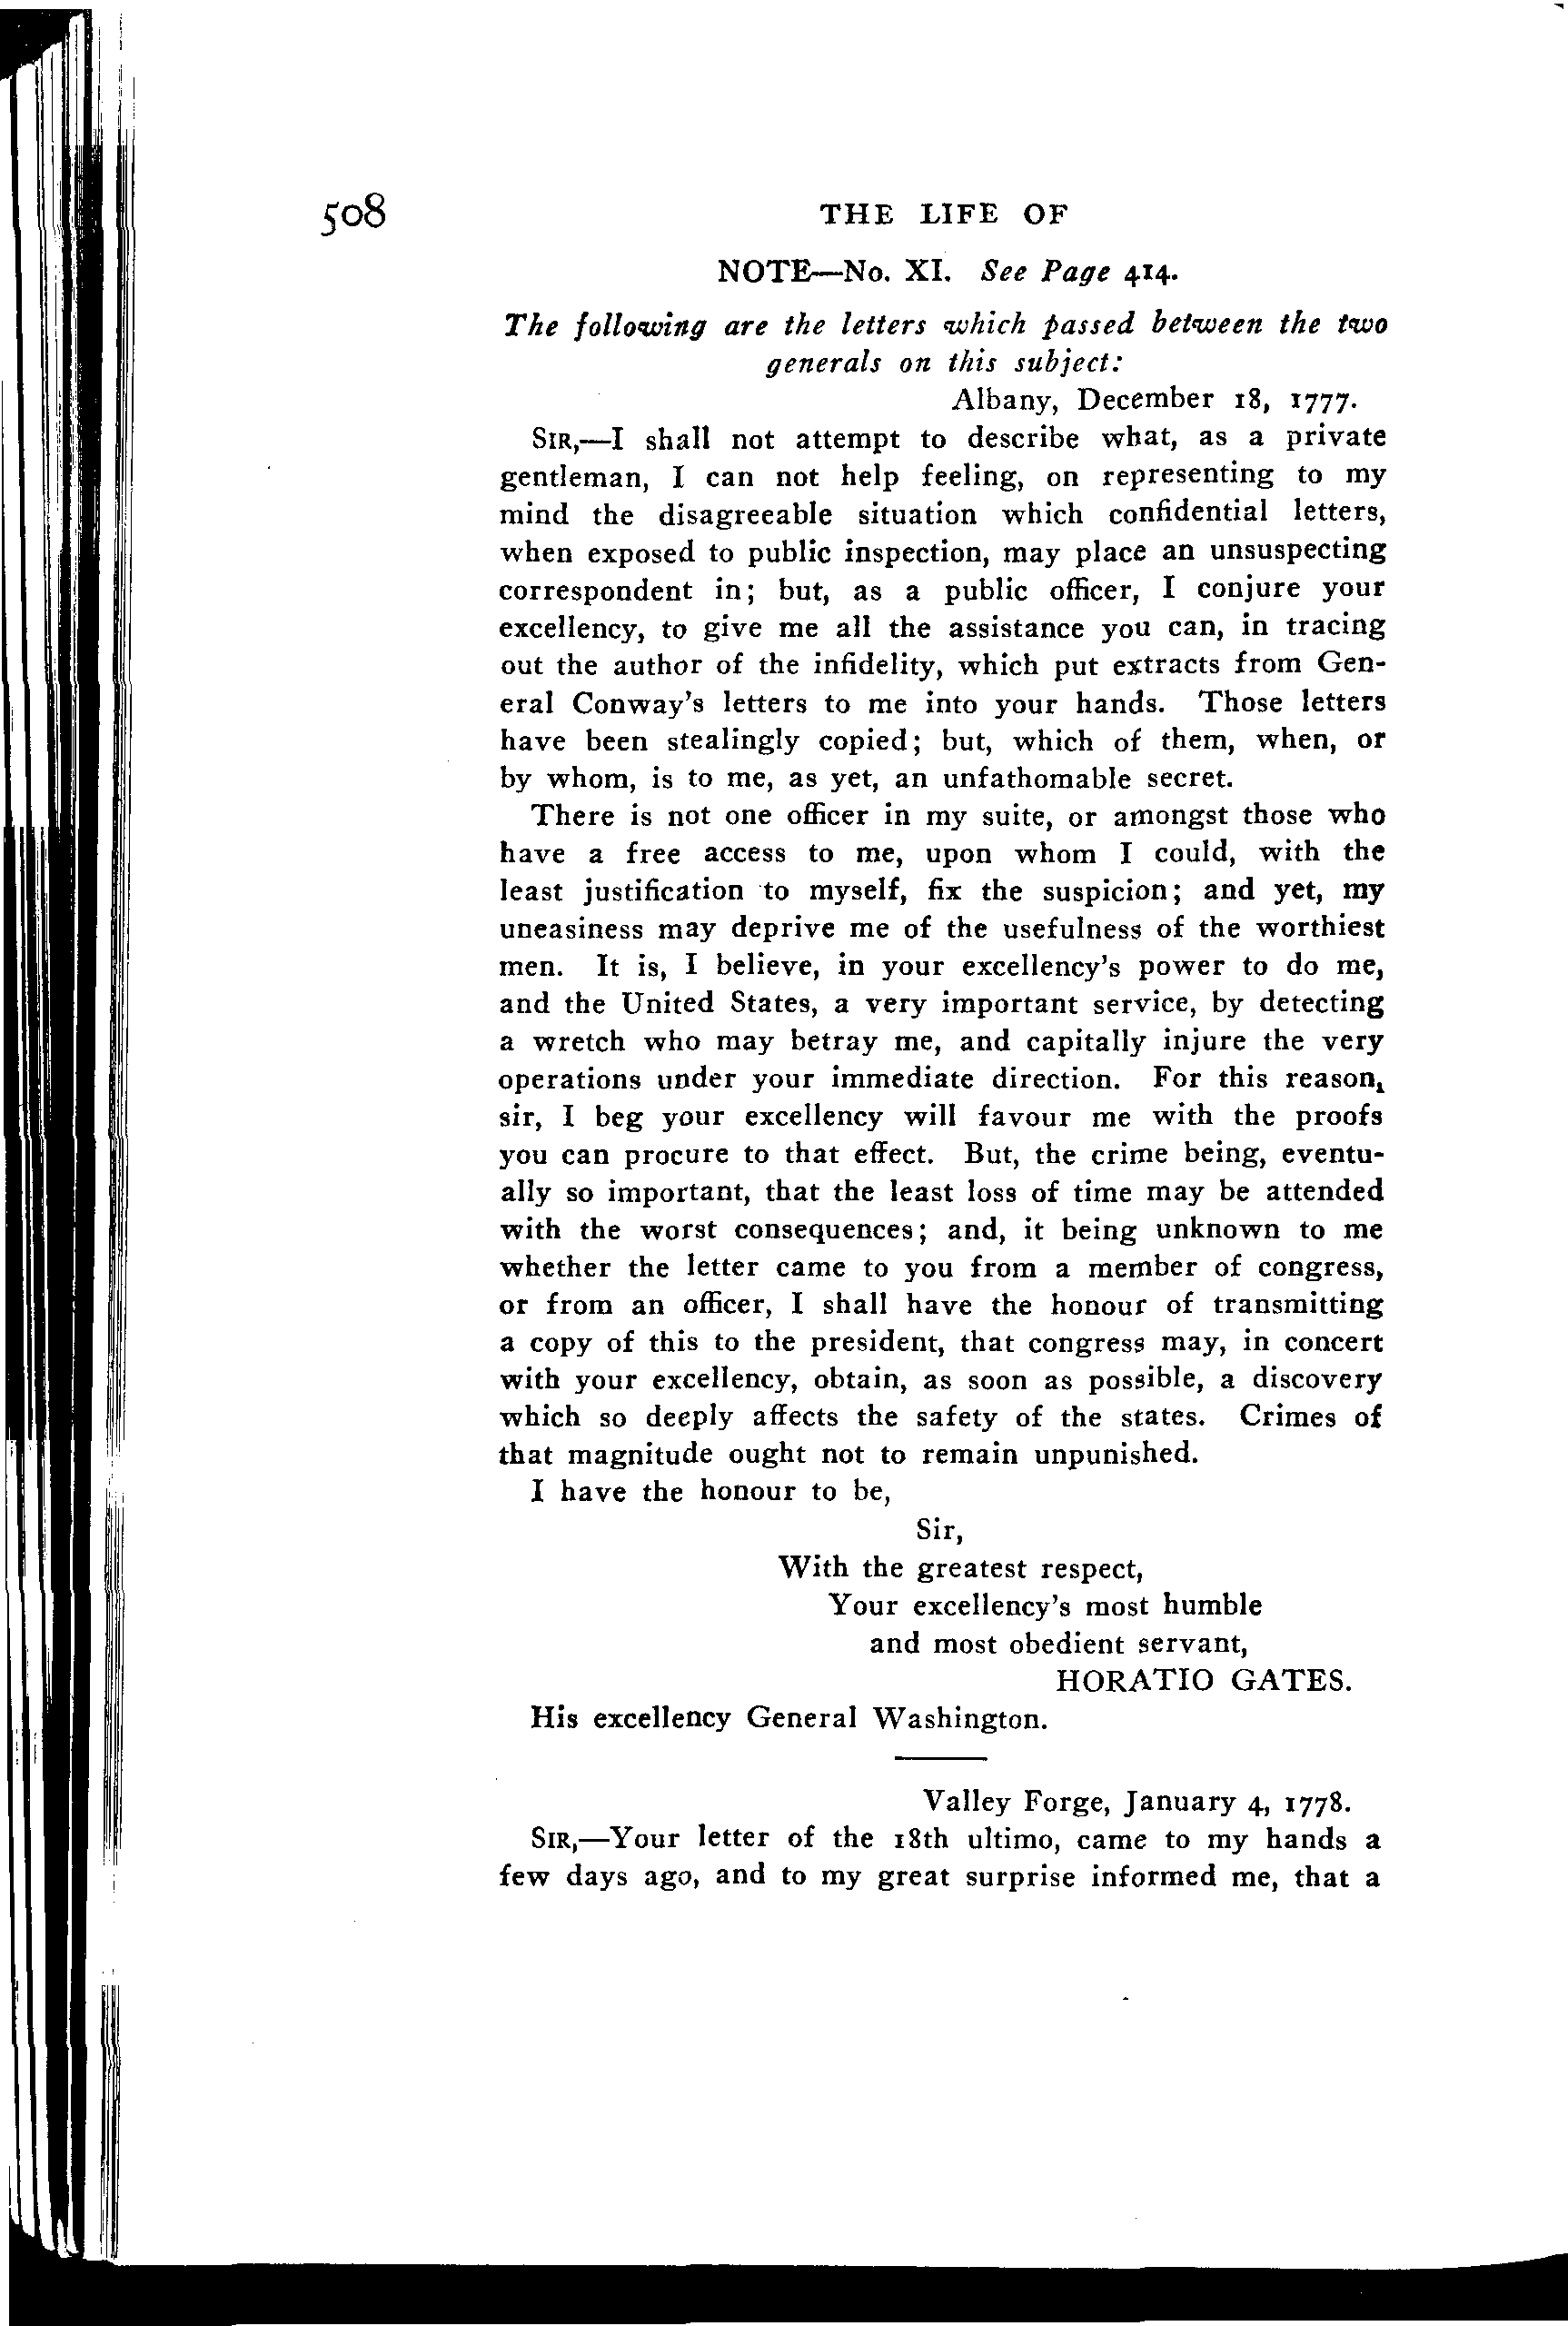 508
THE LIFE OF
NOTE—No. XI. See Page 414.
The following are the letters which passed between the two
generals on this subject:
Albany, December 18, 1777.
SIR,—I shall not attempt to describe what, as a private
gentleman, I can not help feeling, on representing to my
mind the disagreeable situation which confidential letters,
when exposed to public inspection, may place an unsuspecting
correspondent in; but, as a public officer, I conjure your
excellency, to give me all the assistance you can, in tracing
out the author of the infidelity, which put extracts from Gen-
eral Conway's letters to me into your hands. Those letters
have been stealingly copied; but, which of them, when, or
by whom, is to me, as yet, an unfathomable secret.
There is not one officer in my suite, or amongst those who
have a free access to me, upon whom I could, with the
least justification to myself, fix the suspicion; and yet, my
uneasiness may deprive me of the usefulness of the worthiest
men. It is, I believe, in your excellency's power to do me,
and the United States, a very important service, by detecting
a wretch who may betray me, and capitally injure the very
operations under your immediate direction. For this reason,
sir, I beg your excellency will favour me with the proofs
you can procure to that effect. But, the crime being, eventu-
ally so important, that the least loss of time may be attended
with the worst consequences; and, it being unknown to me
whether the letter came to you from a member of congress,
or from an officer, I shall have the honour of transmitting
a copy of this to the president, that congress may, in concert
with your excellency, obtain, as soon as possible, a discovery
which so deeply affects the safety of the states. Crimes of
that magnitude ought not to remain unpunished.
I have the honour to be,
Sir,
With the greatest respect,
Your excellency's most humble
and most obedient servant,
HORATIO GATES.
His excellency General Washington.
Valley Forge, January 4, 1778.
SIR,—Your letter of the 18th ultimo, came to my hands a
few days ago, and to my great surprise informed me, that a